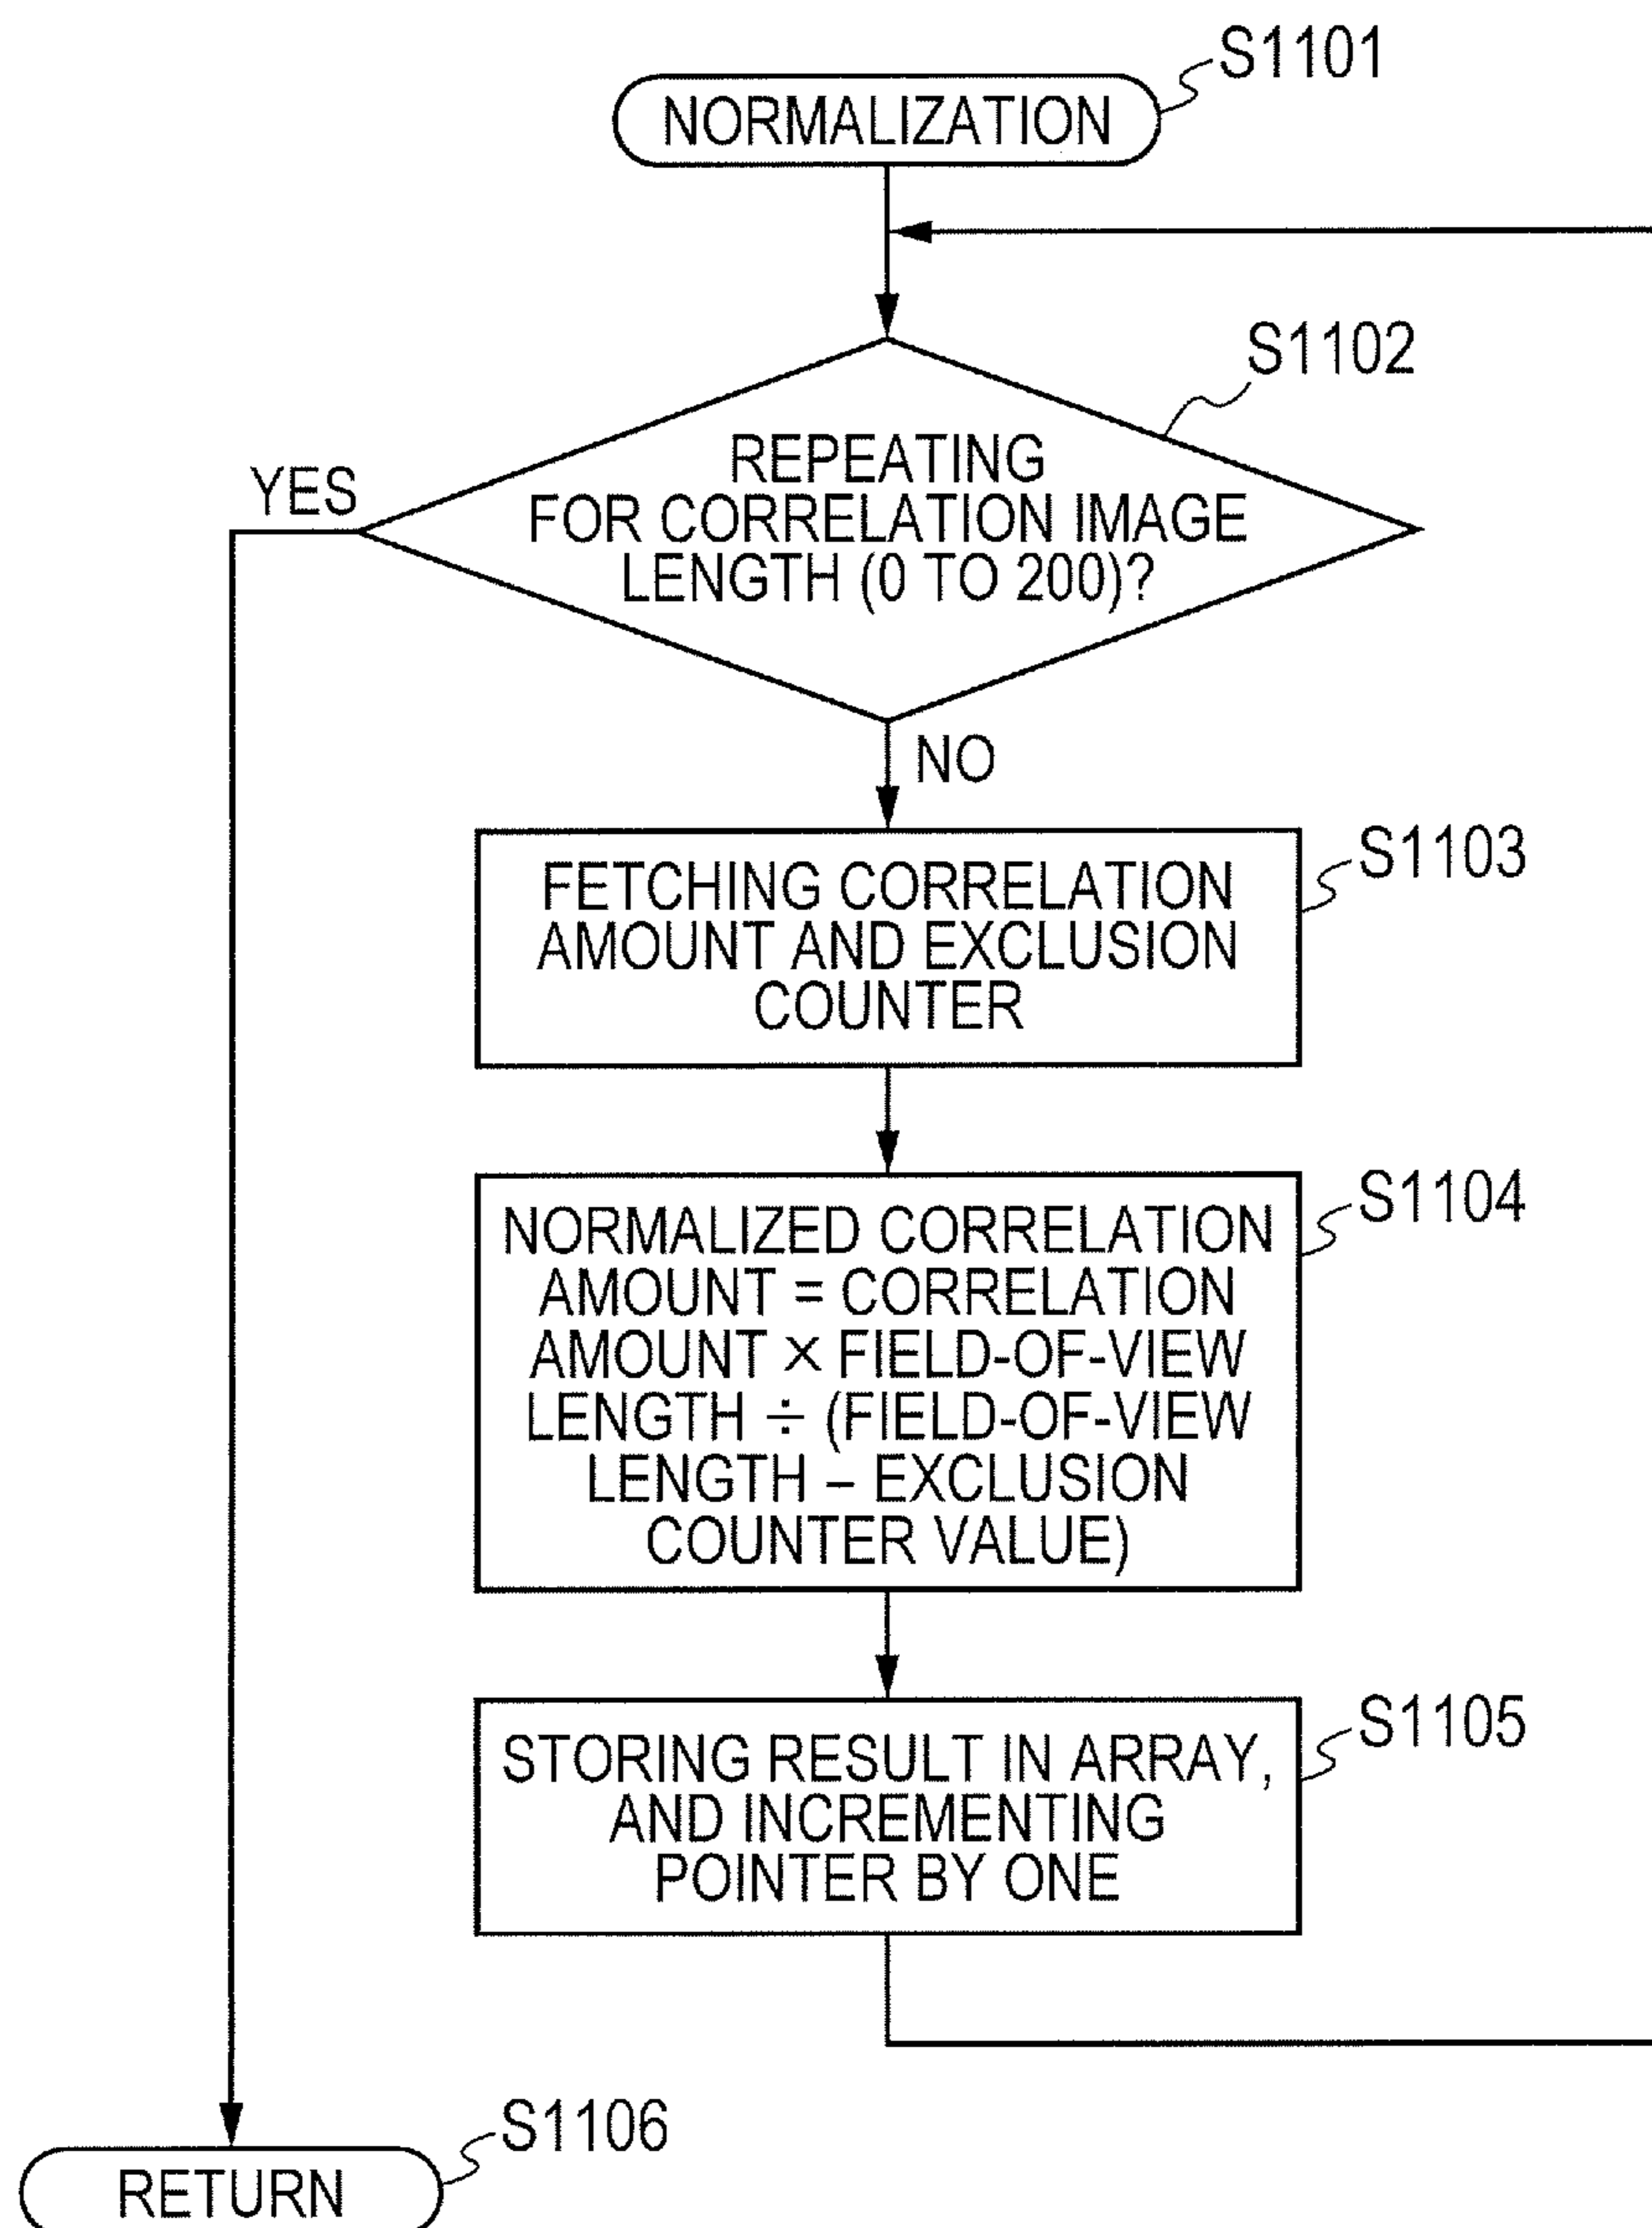 S1101
NORMALIZATION
S1102
REPEATING
FOR CORRELATION IMAGE
LENGTH (0 TO 200)?
YES
NO
S1103
FETCHING CORRELATION
AMOUNT AND EXCLUSION
COUNTER
S1104
NORMALIZED CORRELATION
AMOUNT = CORRELATION
AMOUNT × FIELD-OF-VIEW
LENGTH ÷ (FIELD-OF-VIEW
LENGTH – EXCLUSION
COUNTER VALUE)
S1105
STORING RESULT IN ARRAY,
AND INCREMENTING
POINTER BY ONE
S1106
RETURN